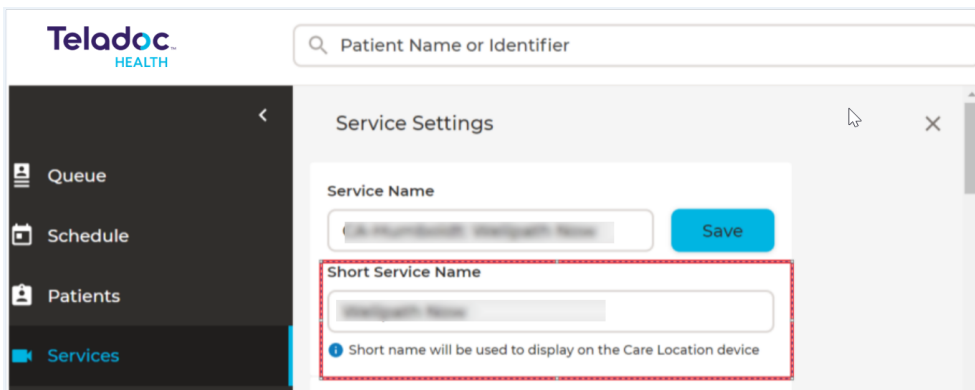 Teladoc™
HEALTH
Patient Name or Identifier
Service Settings
Queue
Service Name
Save
Schedule
Short Service Name
Patients
Short name will be used to display on the Care Location device
Services